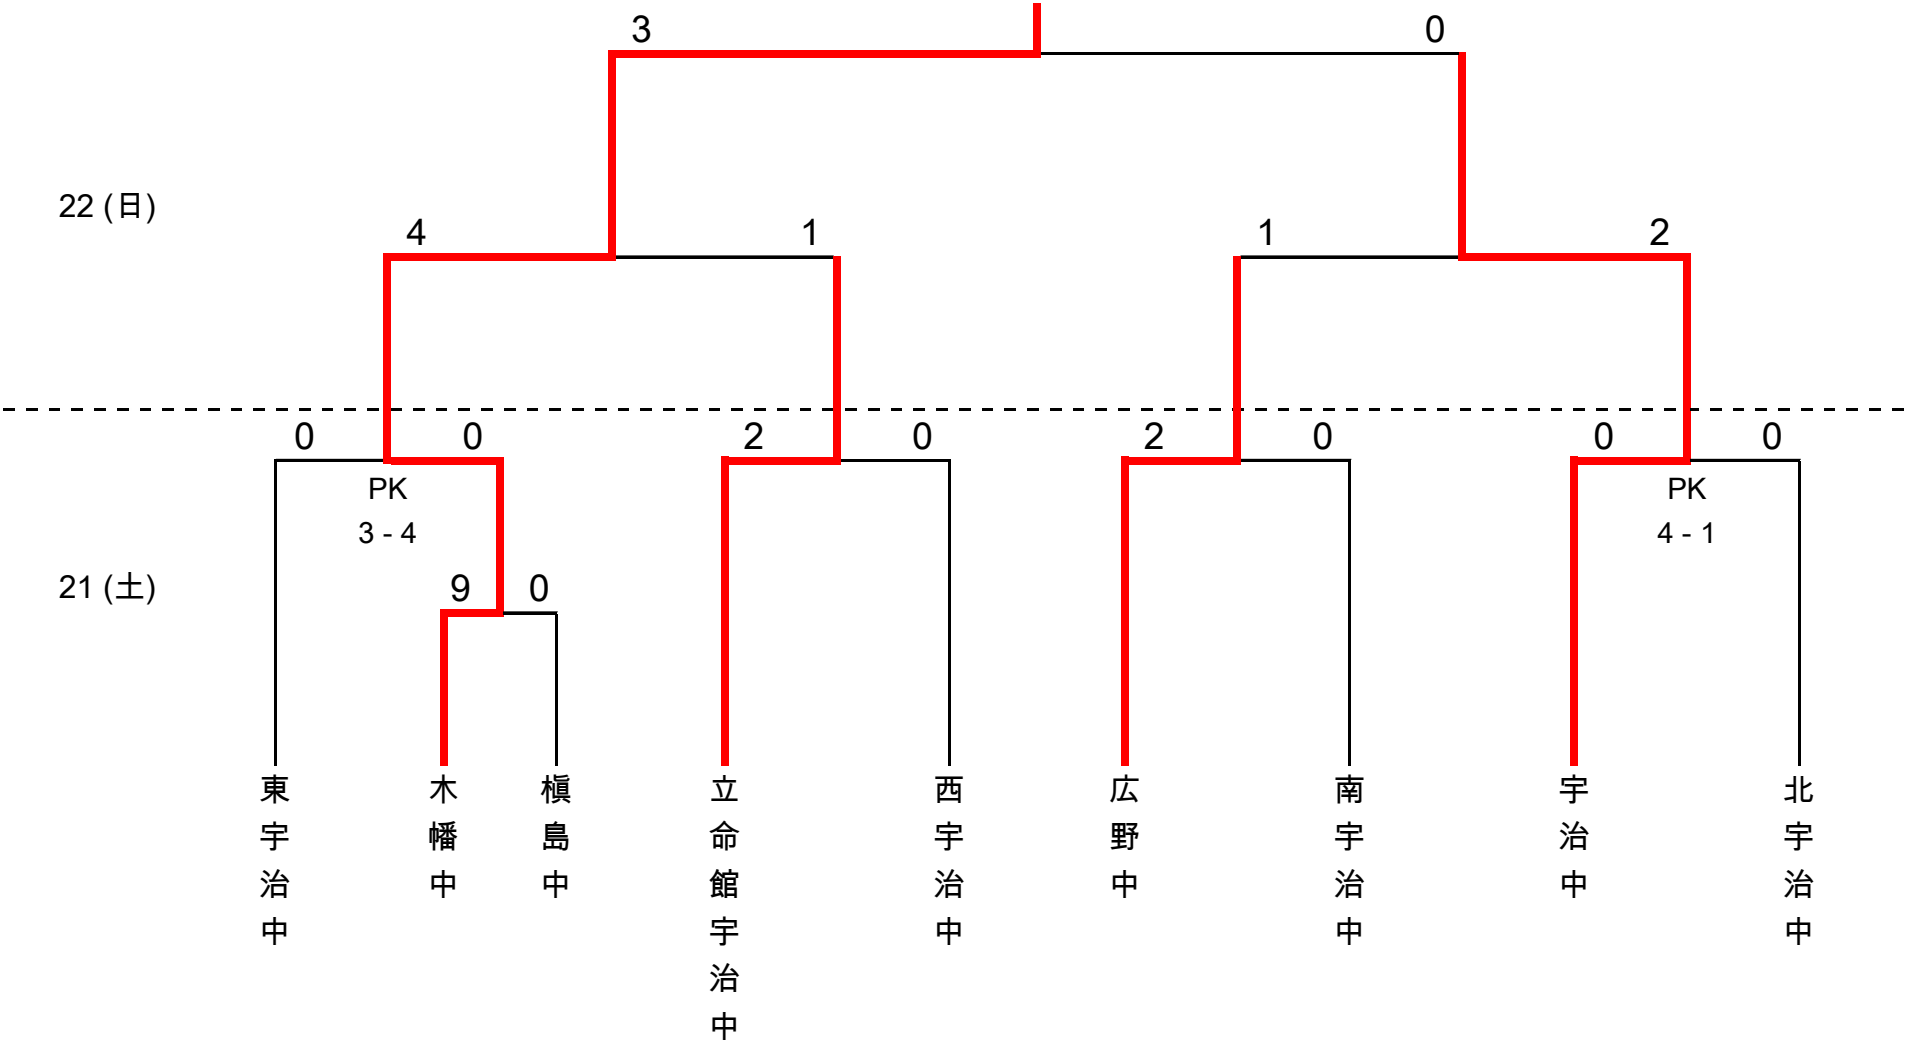 3 0
22 (日)
4 1 1 2
0 0 2 0 2 0 0 0
PK PK
3 - 4 4 - 1
21 (土)
9 0
東宇治中
木幡中
槇島中
立命館宇治中
西宇治中
広野中
南宇治中
宇治中
北宇治中